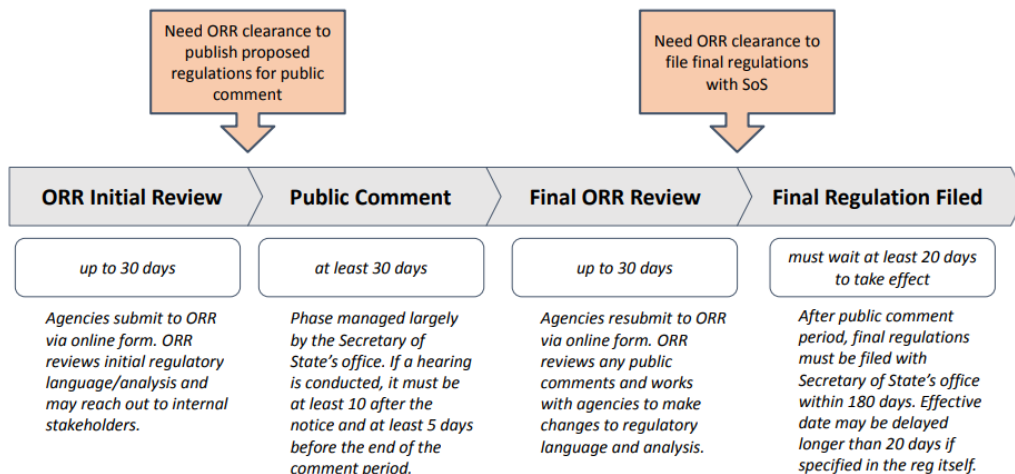 Need ORR clearance to
publish proposed
regulations for public
comment
Need ORR clearance to
file final regulations
with SoS
ORR Initial Review
Public Comment
Final ORR Review
Final Regulation Filed
up to 30 days
at least 30 days
up to 30 days
must wait at least 20 days
to take effect
Agencies submit to ORR
via online form. ORR
reviews initial regulatory
language/analysis and
may reach out to internal
stakeholders.
Phase managed largely
by the Secretary of
State’s office. If a hearing
is conducted, it must be
at least 10 after the
notice and at least 5 days
before the end of the
comment period.
Agencies resubmit to ORR
via online form. ORR
reviews any public
comments and works
with agencies to make
changes to regulatory
language and analysis.
After public comment
period, final regulations
must be filed with
Secretary of State’s office
within 180 days. Effective
date may be delayed
longer than 20 days if
specified in the reg itself.